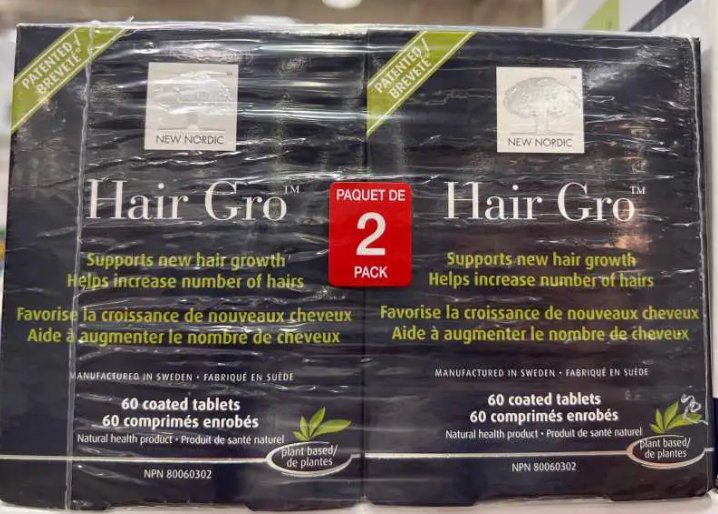 PATENTED/
BREVETÉ
NEW NORDIC
Hair Gro™
Supports new hair growth
Helps increase number of hairs
Favorise la croissance de nouveaux cheveux
Aide à augmenter le nombre de cheveux
MANUFACTURED IN SWEDEN • FABRIQUÉ EN SUÈDE
60 coated tablets
60 comprimés enrobés
Natural health product • Produit de santé naturel
plant based/
de plantes
NPN 80060302
PAQUET DE
2
PACK
PATENTED/
BREVETÉ
NEW NORDIC
Hair Gro™
Supports new hair growth
Helps increase number of hairs
Favorise la croissance de nouveaux cheveux
Aide à augmenter le nombre de cheveux
MANUFACTURED IN SWEDEN • FABRIQUÉ EN SUÈDE
60 coated tablets
60 comprimés enrobés
Natural health product • Produit de santé naturel
plant based/
de plantes
NPN 80060302